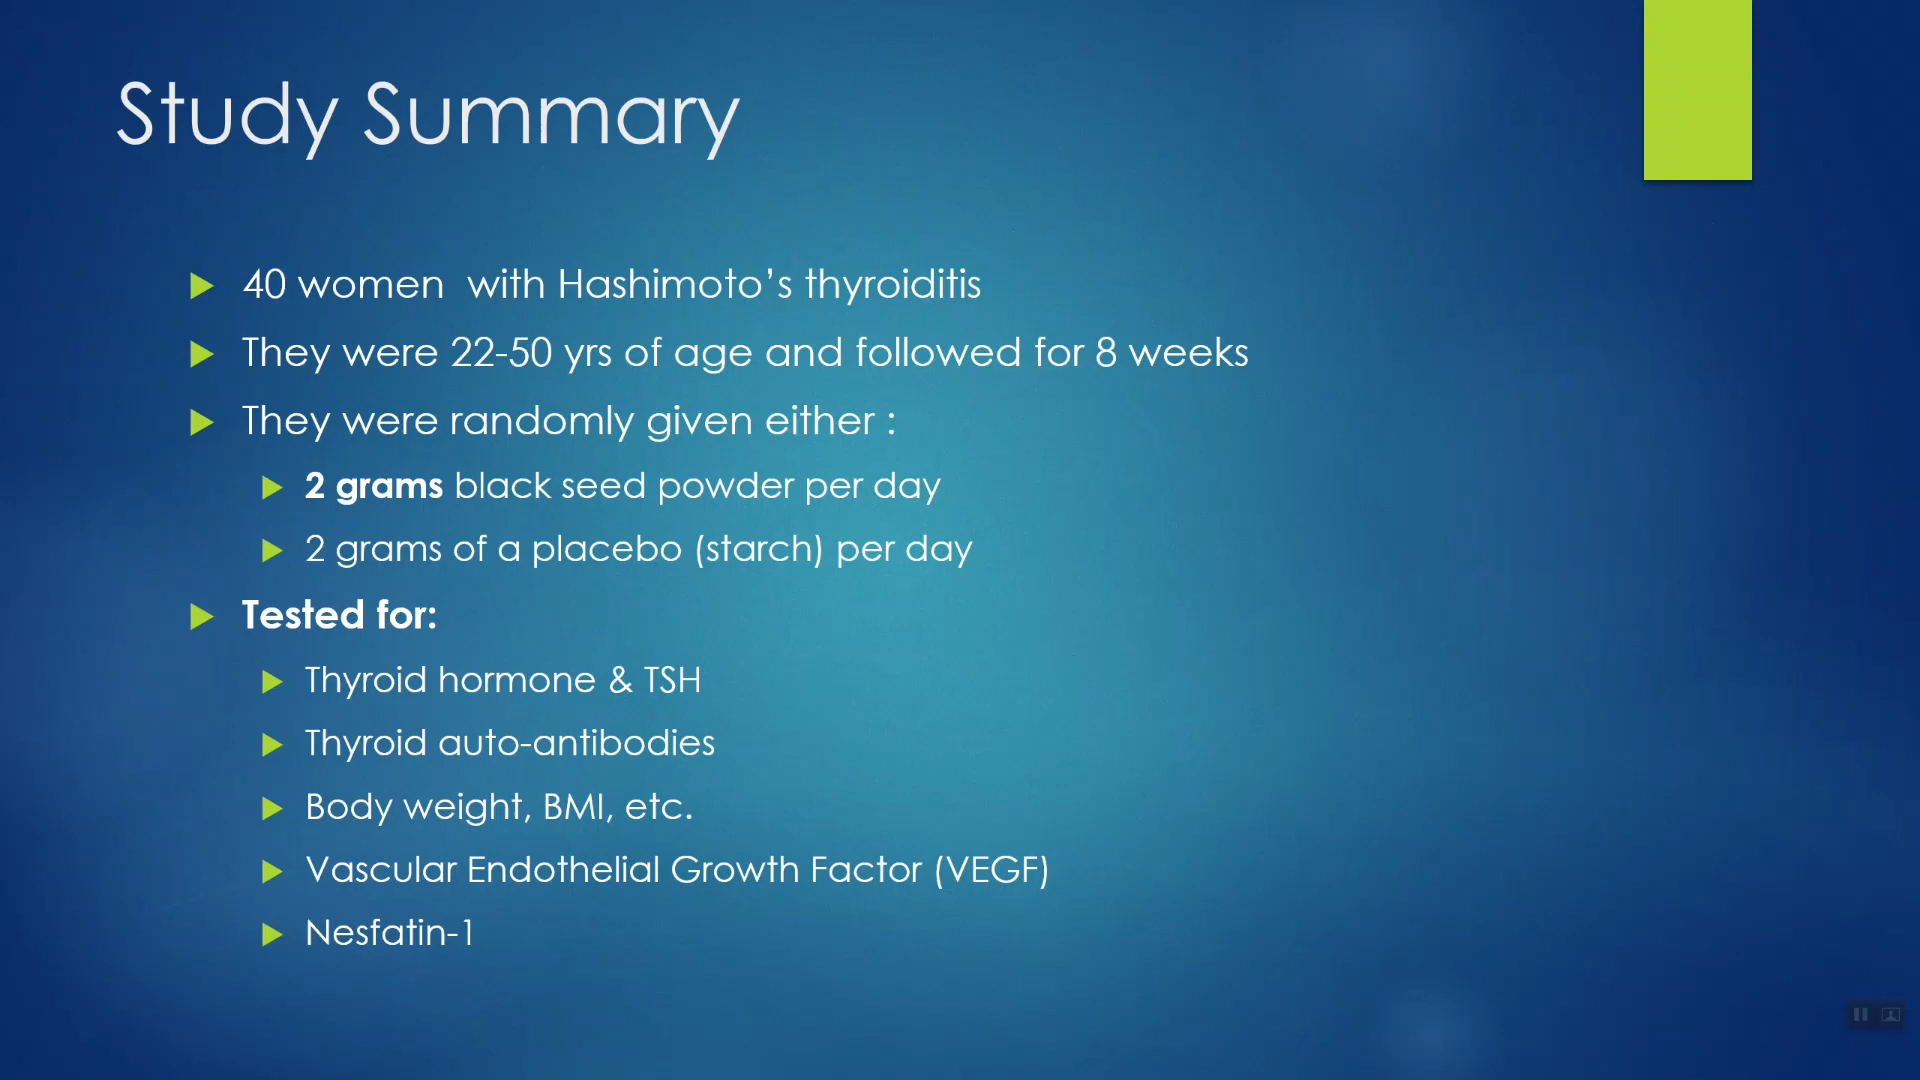 Study Summary
40 women  with Hashimoto’s thyroiditis
They were 22-50 yrs of age and followed for 8 weeks
They were randomly given either :
2 grams black seed powder per day
2 grams of a placebo (starch) per day
Tested for:
Thyroid hormone & TSH
Thyroid auto-antibodies
Body weight, BMI, etc.
Vascular Endothelial Growth Factor (VEGF)
Nesfatin-1